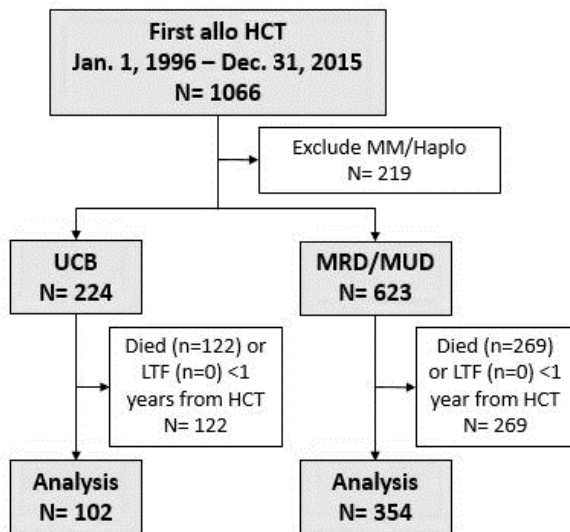 First allo HCT
Jan. 1, 1996 – Dec. 31, 2015
N= 1066
Exclude MM/Haplo
N= 219
UCB
N= 224
MRD/MUD
N= 623
Died (n=122) or
LTF (n=0) <1
years from HCT
N= 122
Died (n=269)
or LTF (n=0) <1
year from HCT
N= 269
Analysis
N= 102
Analysis
N= 354